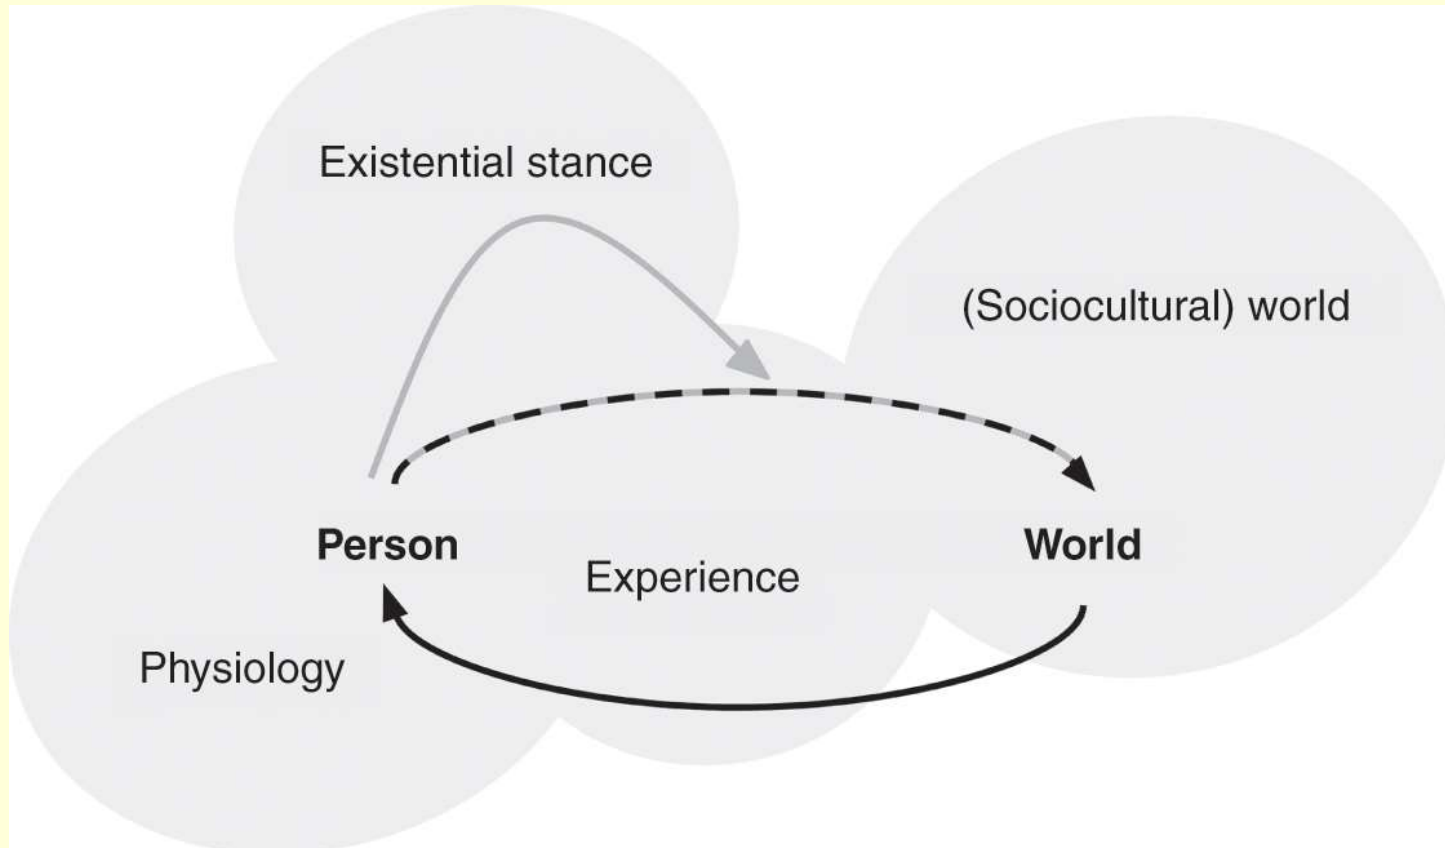 Existential stance
(Sociocultural) world
Person
World
Experience
Physiology